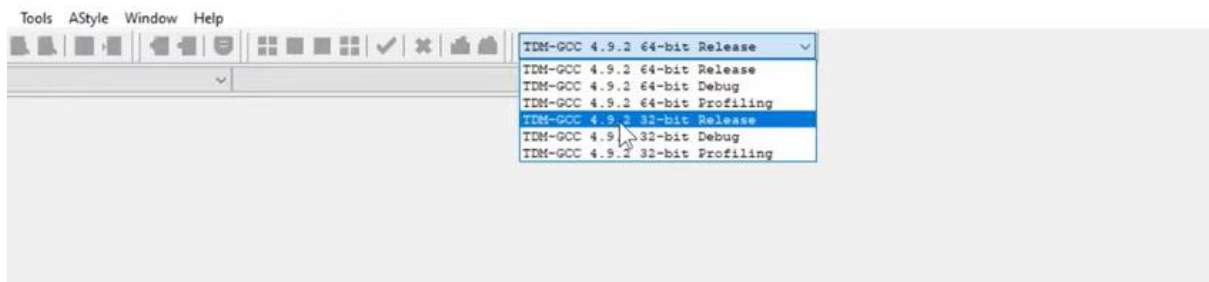 Tools AStyle Window Help
TDM-GCC 4.9.2 64-bit Release
TDM-GCC 4.9.2 64-bit Release
TDM-GCC 4.9.2 64-bit Debug
TDM-GCC 4.9.2 64-bit Profiling
TDM-GCC 4.9.2 32-bit Release
TDM-GCC 4.9.2 32-bit Debug
TDM-GCC 4.9.2 32-bit Profiling